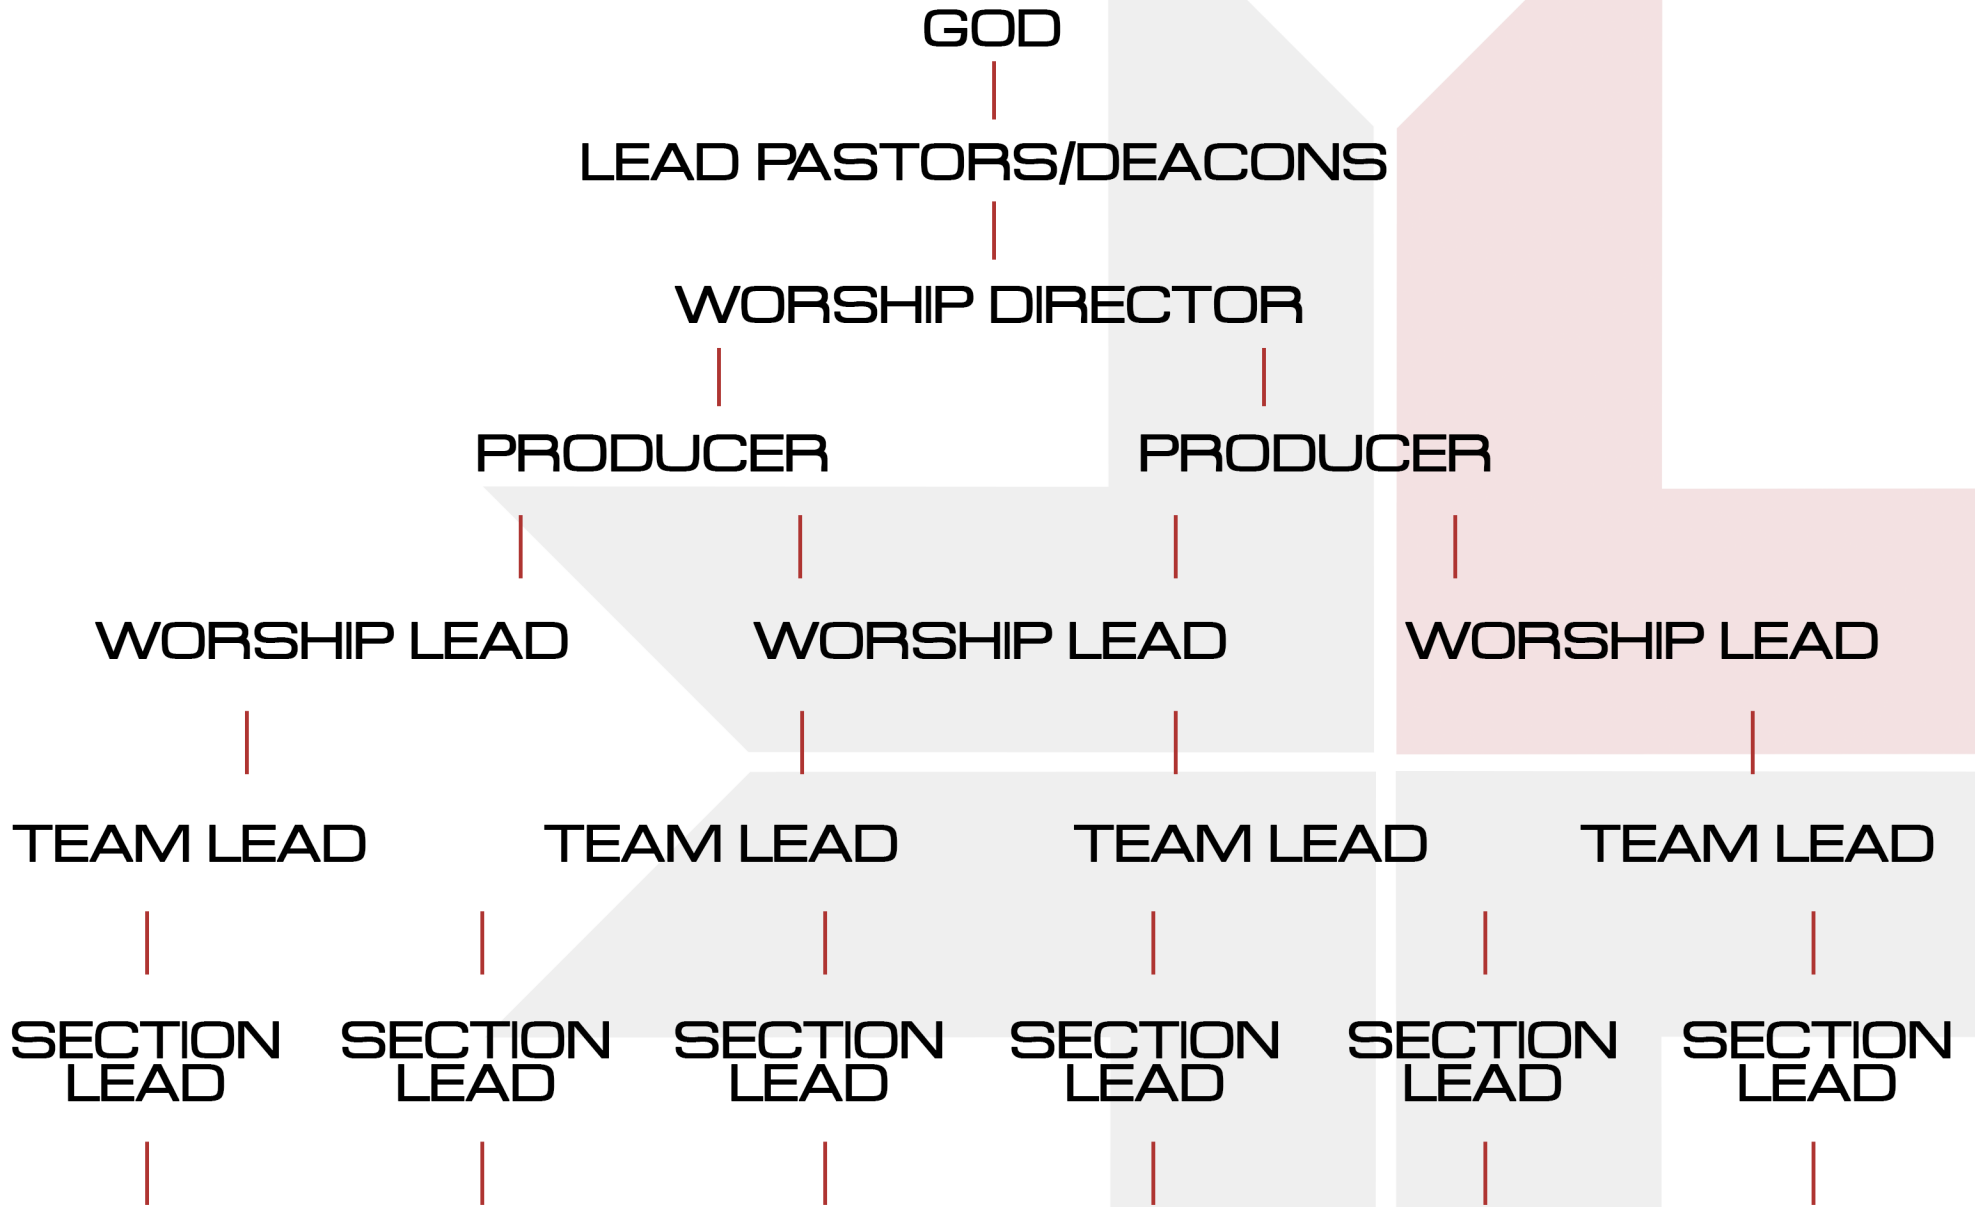 GOD
LEAD PASTORS/DEACONS
WORSHIP DIRECTOR
PRODUCER PRODUCER
WORSHIP LEAD WORSHIP LEAD WORSHIP LEAD
TEAM LEAD TEAM LEAD TEAM LEAD TEAM LEAD
SECTION SECTION SECTION SECTION SECTION SECTION
LEAD LEAD LEAD LEAD LEAD LEAD